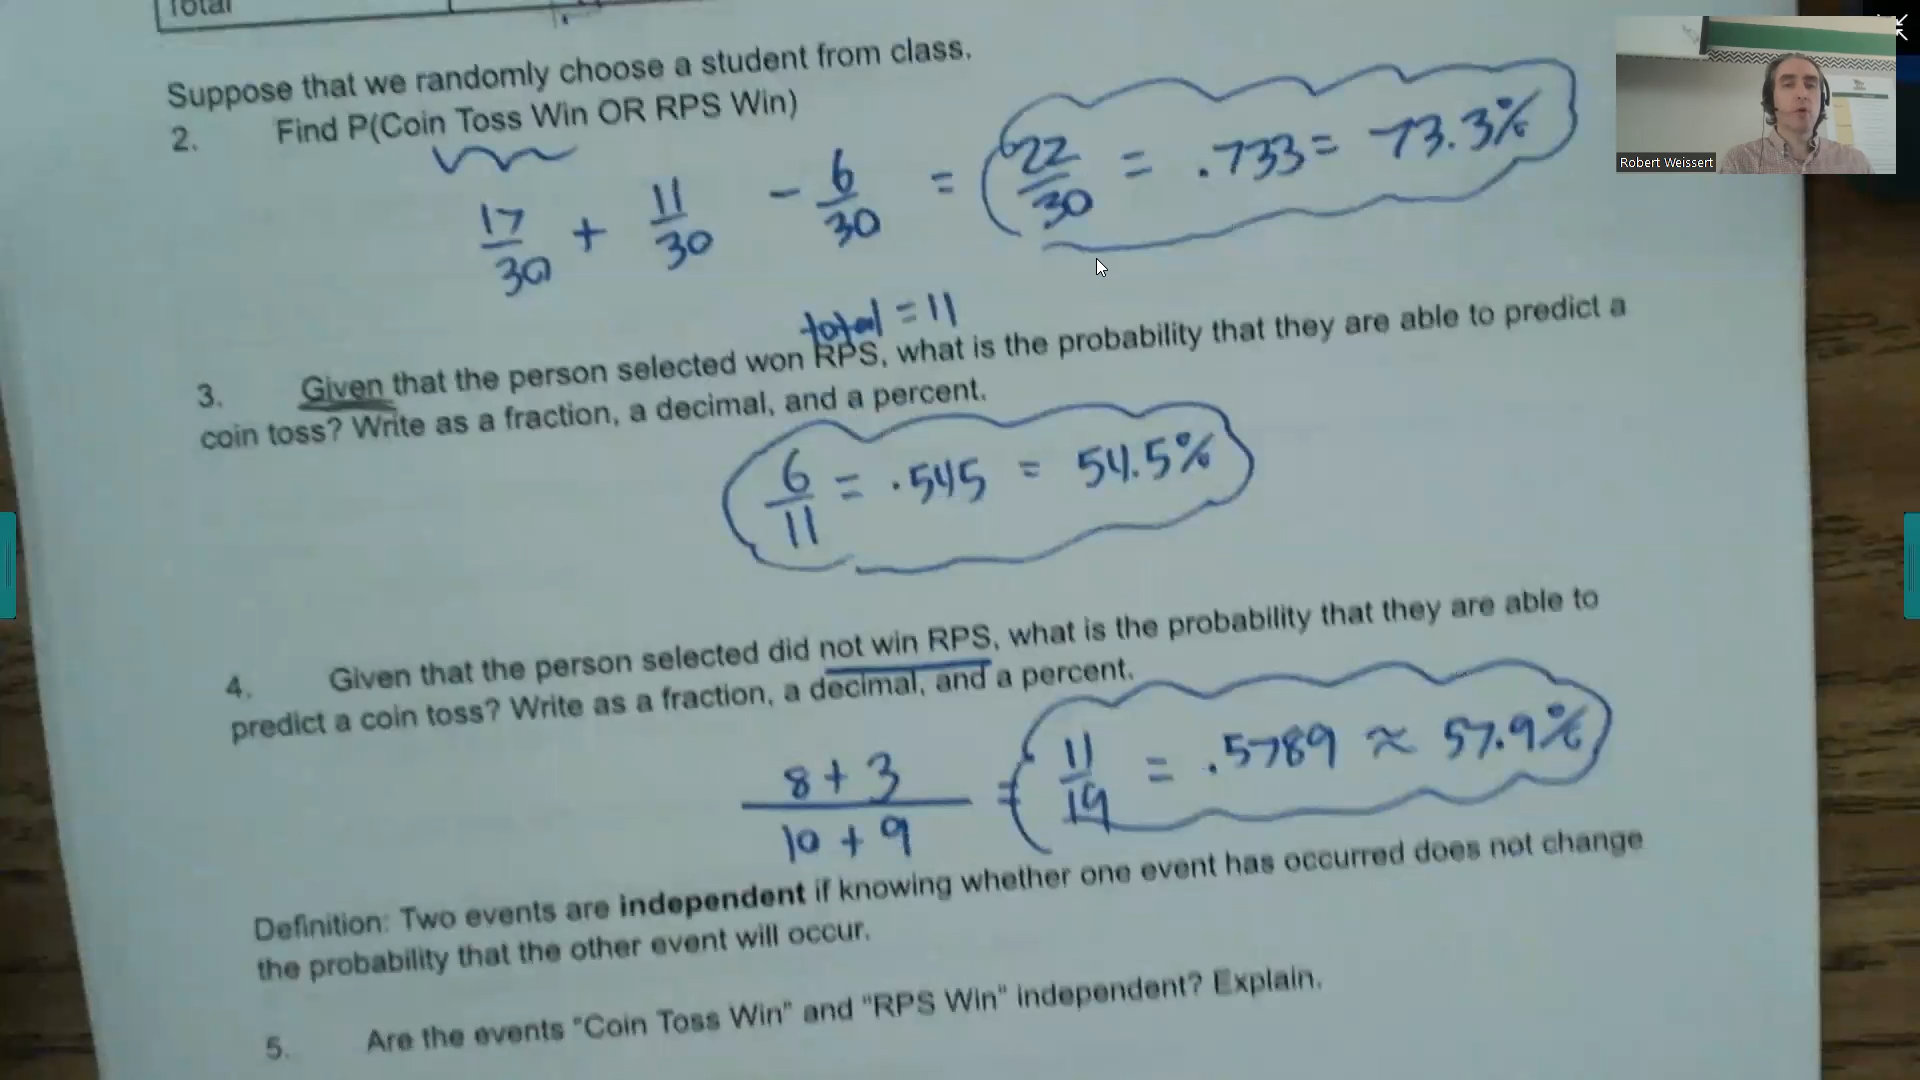 Total
Suppose that we randomly choose a student from class.
2. Find P(Coin Toss Win OR RPS Win)
17/30 + 11/30 - 6/30 = 22/30 = .733 = 73.3%
total = 11
3. Given that the person selected won RPS, what is the probability that they are able to predict a
coin toss? Write as a fraction, a decimal, and a percent.
6/11 = .545 = 54.5%
4. Given that the person selected did not win RPS, what is the probability that they are able to
predict a coin toss? Write as a fraction, a decimal, and a percent.
8 + 3 / 10 + 9 = 11/19 = .5789 ≈ 57.9%
Definition: Two events are independent if knowing whether one event has occurred does not change
the probability that the other event will occur.
5. Are the events "Coin Toss Win" and "RPS Win" independent? Explain.
Robert Weissert